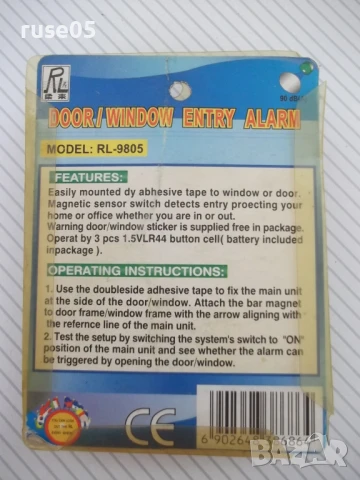 ruse05
RL
90 dB
DOOR/WINDOW ENTRY ALARM
MODEL: RL-9805
FEATURES:
Easily mounted dy abhesive tape to window or door.
Magnetic sensor switch detects entry proecting your
home or office whether you are in or out.
Warning door/window sticker is supplied free in package.
Operat by 3 pcs 1.5VLR44 button cell( battery included
inpackage ).
OPERATING INSTRUCTIONS:
1. Use the doubleside adhesive tape to fix the main unit
at the side of the door/window. Attach the bar magnet
to door frame/window frame with the arrow aligning with
the refernce line of the main unit.
2. Test the setup by switching the system's switch to "ON"
position of the main unit and see whether the alarm can
be triggered by opening the door/window.
CE
bazar